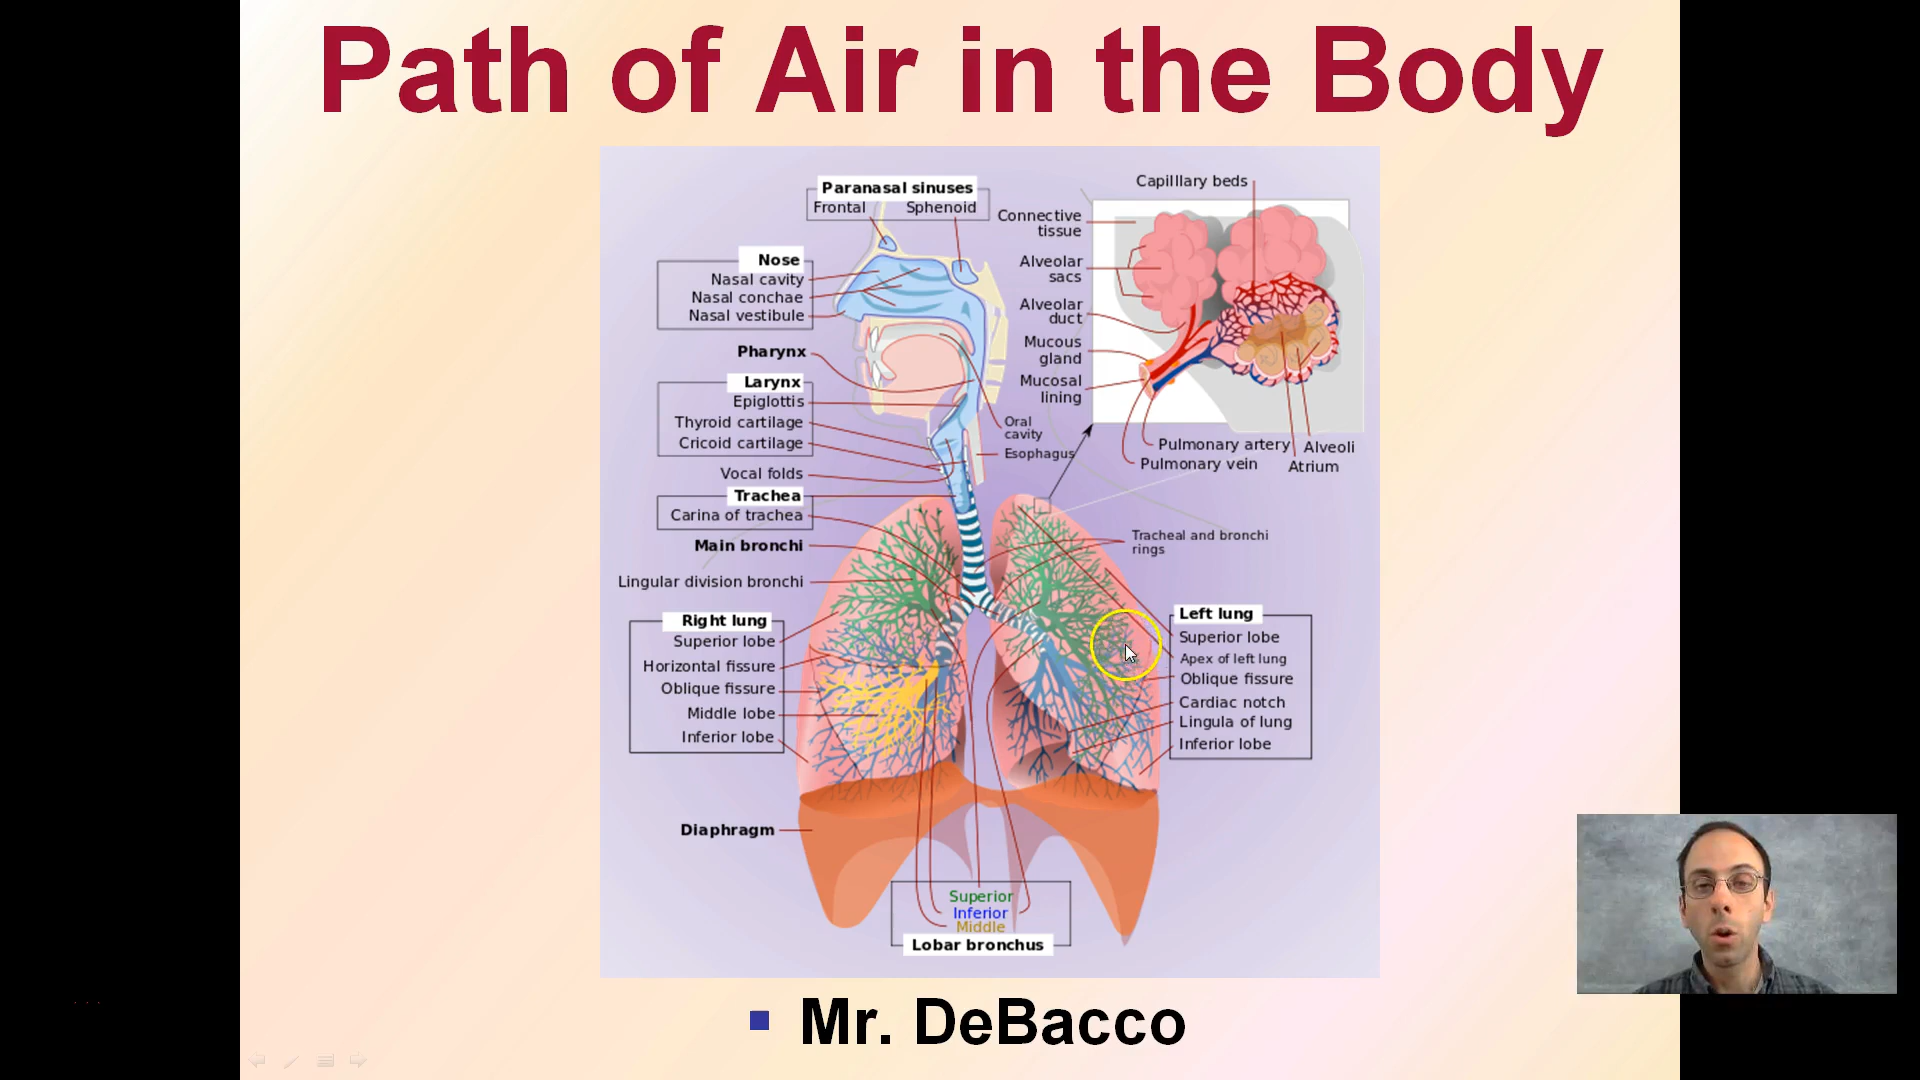 Path of Air in the Body
Paranasal sinuses
Frontal Sphenoid
Nose
Nasal cavity
Nasal conchae
Nasal vestibule
Pharynx
Larynx
Epiglottis
Thyroid cartilage
Cricoid cartilage
Vocal folds
Trachea
Carina of trachea
Main bronchi
Lingular division bronchi
Right lung
Superior lobe
Horizontal fissure
Oblique fissure
Middle lobe
Inferior lobe
Diaphragm
Oral
cavity
Esophagus
Capilllary beds
Connective
tissue
Alveolar
sacs
Alveolar
duct
Mucous
gland
Mucosal
lining
Pulmonary artery
Pulmonary vein
Alveoli
Atrium
Tracheal and bronchi
rings
Left lung
Superior lobe
Apex of left lung
Oblique fissure
Cardiac notch
Lingula of lung
Inferior lobe
Superior
Inferior
Middle
Lobar bronchus
Mr. DeBacco